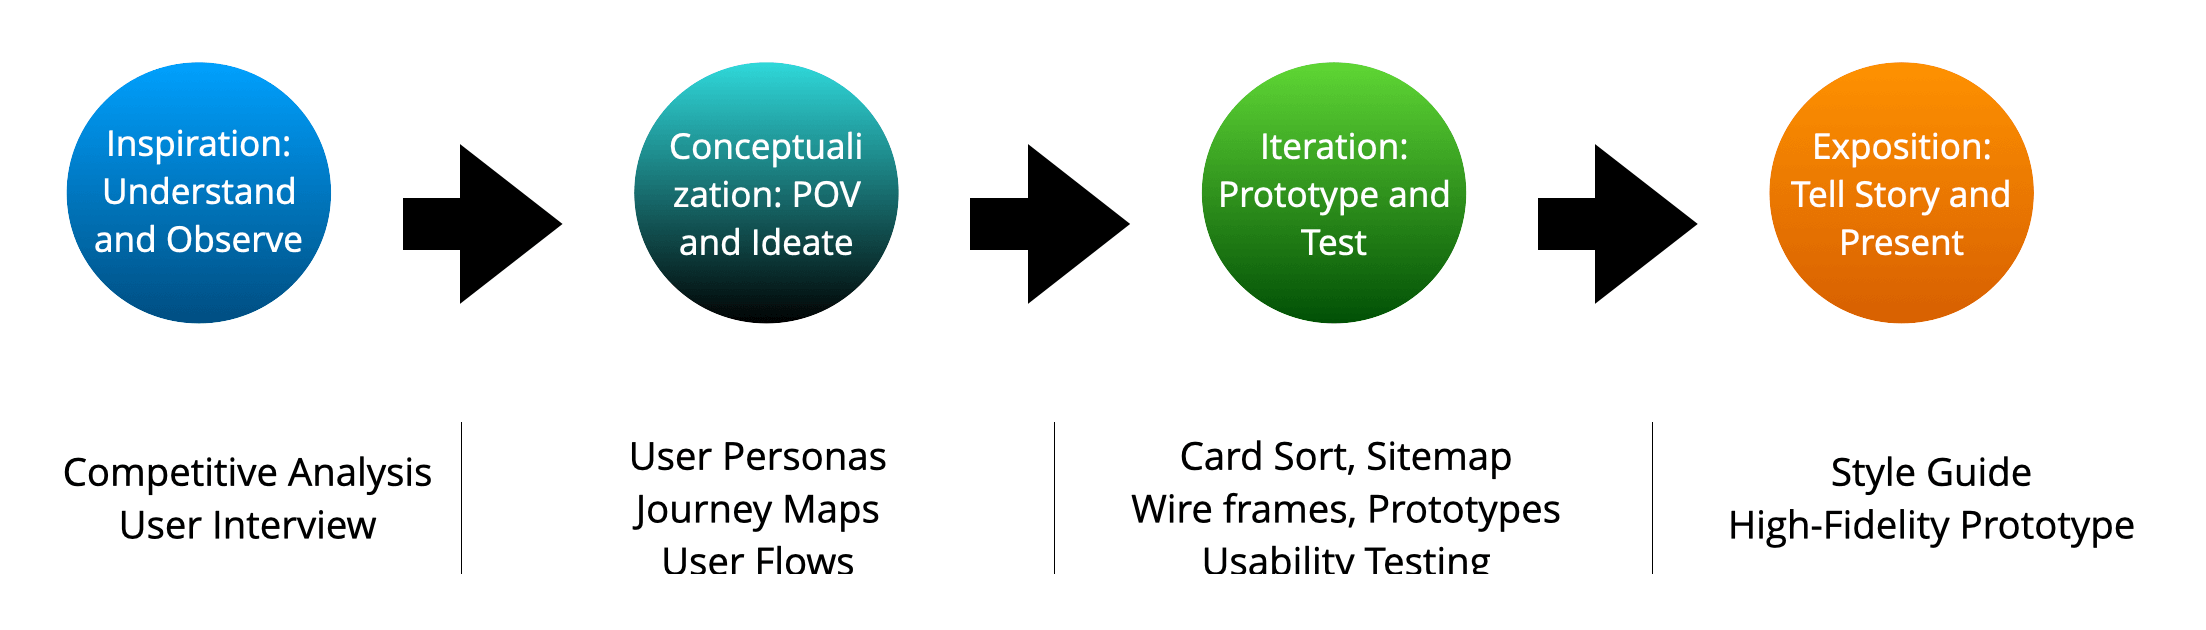 Inspiration:
Understand
and Observe
Conceptuali
zation: POV
and Ideate
Iteration:
Prototype and
Test
Exposition:
Tell Story and
Present
Competitive Analysis
User Interview
User Personas
Journey Maps
User Flows
Card Sort, Sitemap
Wire frames, Prototypes
Usability Testing
Style Guide
High-Fidelity Prototype